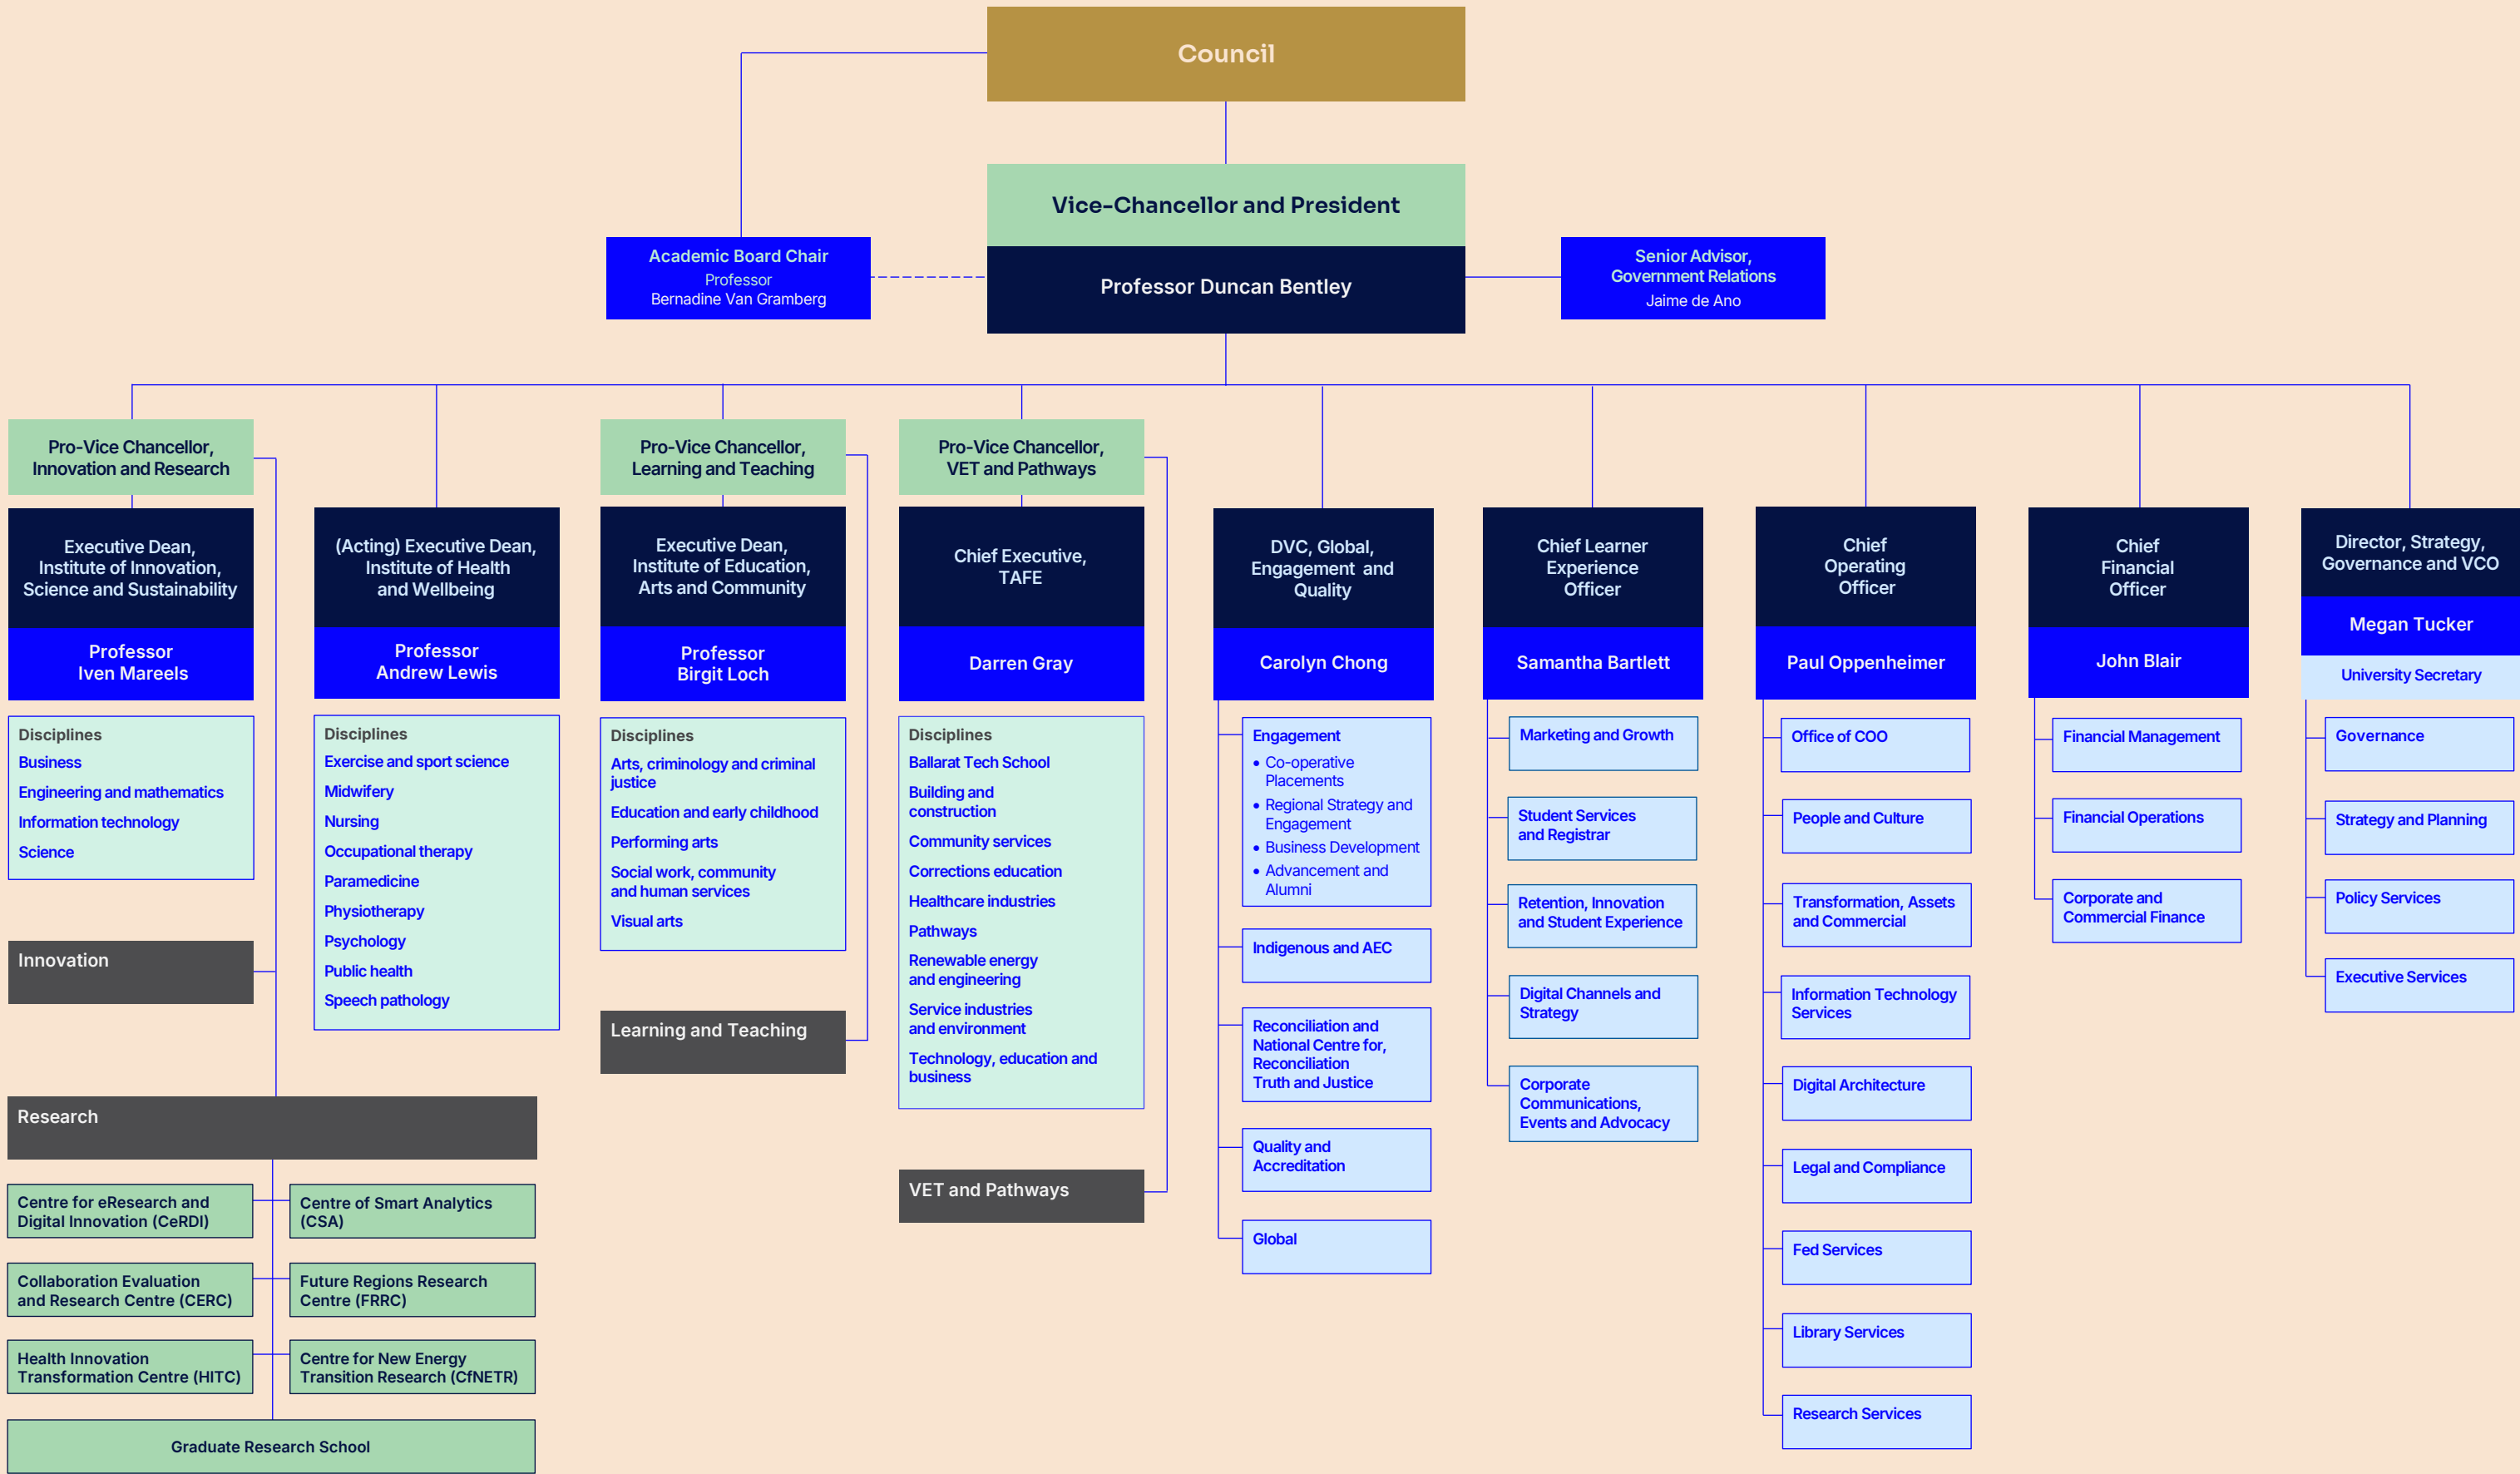 Council
Vice-Chancellor and President
Professor Duncan Bentley
Academic Board Chair
Professor
Bernadine Van Gramberg
Senior Advisor,
Government Relations
Jaime de Ano
Pro-Vice Chancellor,
Innovation and Research
Executive Dean,
Institute of Innovation,
Science and Sustainability
Professor
Iven Mareels
Disciplines
Business
Engineering and mathematics
Information technology
Science
Innovation
Research
Centre for eResearch and
Digital Innovation (CeRDI)
Centre of Smart Analytics
(CSA)
Collaboration Evaluation
and Research Centre (CERC)
Future Regions Research
Centre (FRRC)
Health Innovation
Transformation Centre (HITC)
Centre for New Energy
Transition Research (CfNETR)
Graduate Research School
(Acting) Executive Dean,
Institute of Health
and Wellbeing
Professor
Andrew Lewis
Disciplines
Exercise and sport science
Midwifery
Nursing
Occupational therapy
Paramedicine
Physiotherapy
Psychology
Public health
Speech pathology
Pro-Vice Chancellor,
Learning and Teaching
Executive Dean,
Institute of Education,
Arts and Community
Professor
Birgit Loch
Disciplines
Arts, criminology and criminal
justice
Education and early childhood
Performing arts
Social work, community
and human services
Visual arts
Learning and Teaching
Pro-Vice Chancellor,
VET and Pathways
Chief Executive,
TAFE
Darren Gray
Disciplines
Ballarat Tech School
Building and
construction
Community services
Corrections education
Healthcare industries
Pathways
Renewable energy
and engineering
Service industries
and environment
Technology, education and
business
VET and Pathways
DVC, Global,
Engagement and
Quality
Carolyn Chong
Engagement
• Co-operative
Placements
• Regional Strategy and
Engagement
• Business Development
• Advancement and
Alumni
Indigenous and AEC
Reconciliation and
National Centre for,
Reconciliation
Truth and Justice
Quality and
Accreditation
Global
Chief Learner
Experience
Officer
Samantha Bartlett
Marketing and Growth
Student Services
and Registrar
Retention, Innovation
and Student Experience
Digital Channels and
Strategy
Corporate
Communications,
Events and Advocacy
Chief
Operating
Officer
Paul Oppenheimer
Office of COO
People and Culture
Transformation, Assets
and Commercial
Information Technology
Services
Digital Architecture
Legal and Compliance
Fed Services
Library Services
Research Services
Chief
Financial
Officer
John Blair
Financial Management
Financial Operations
Corporate and
Commercial Finance
Director, Strategy,
Governance and VCO
Megan Tucker
University Secretary
Governance
Strategy and Planning
Policy Services
Executive Services